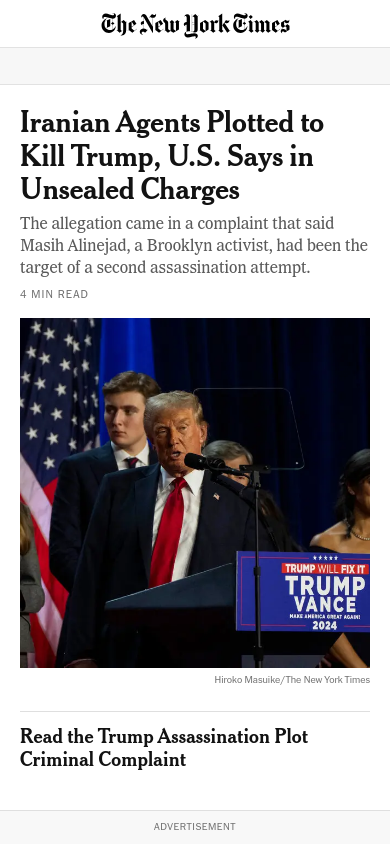 The New York Times
Iranian Agents Plotted to
Kill Trump, U.S. Says in
Unsealed Charges
The allegation came in a complaint that said
Masih Alinejad, a Brooklyn activist, had been the
target of a second assassination attempt.
4 MIN READ
TRUMP WILL FIX IT
TRUMP
VANCE
MAKE AMERICA GREAT AGAIN!
2024
Hiroko Masuike/The New York Times
Read the Trump Assassination Plot
Criminal Complaint
ADVERTISEMENT